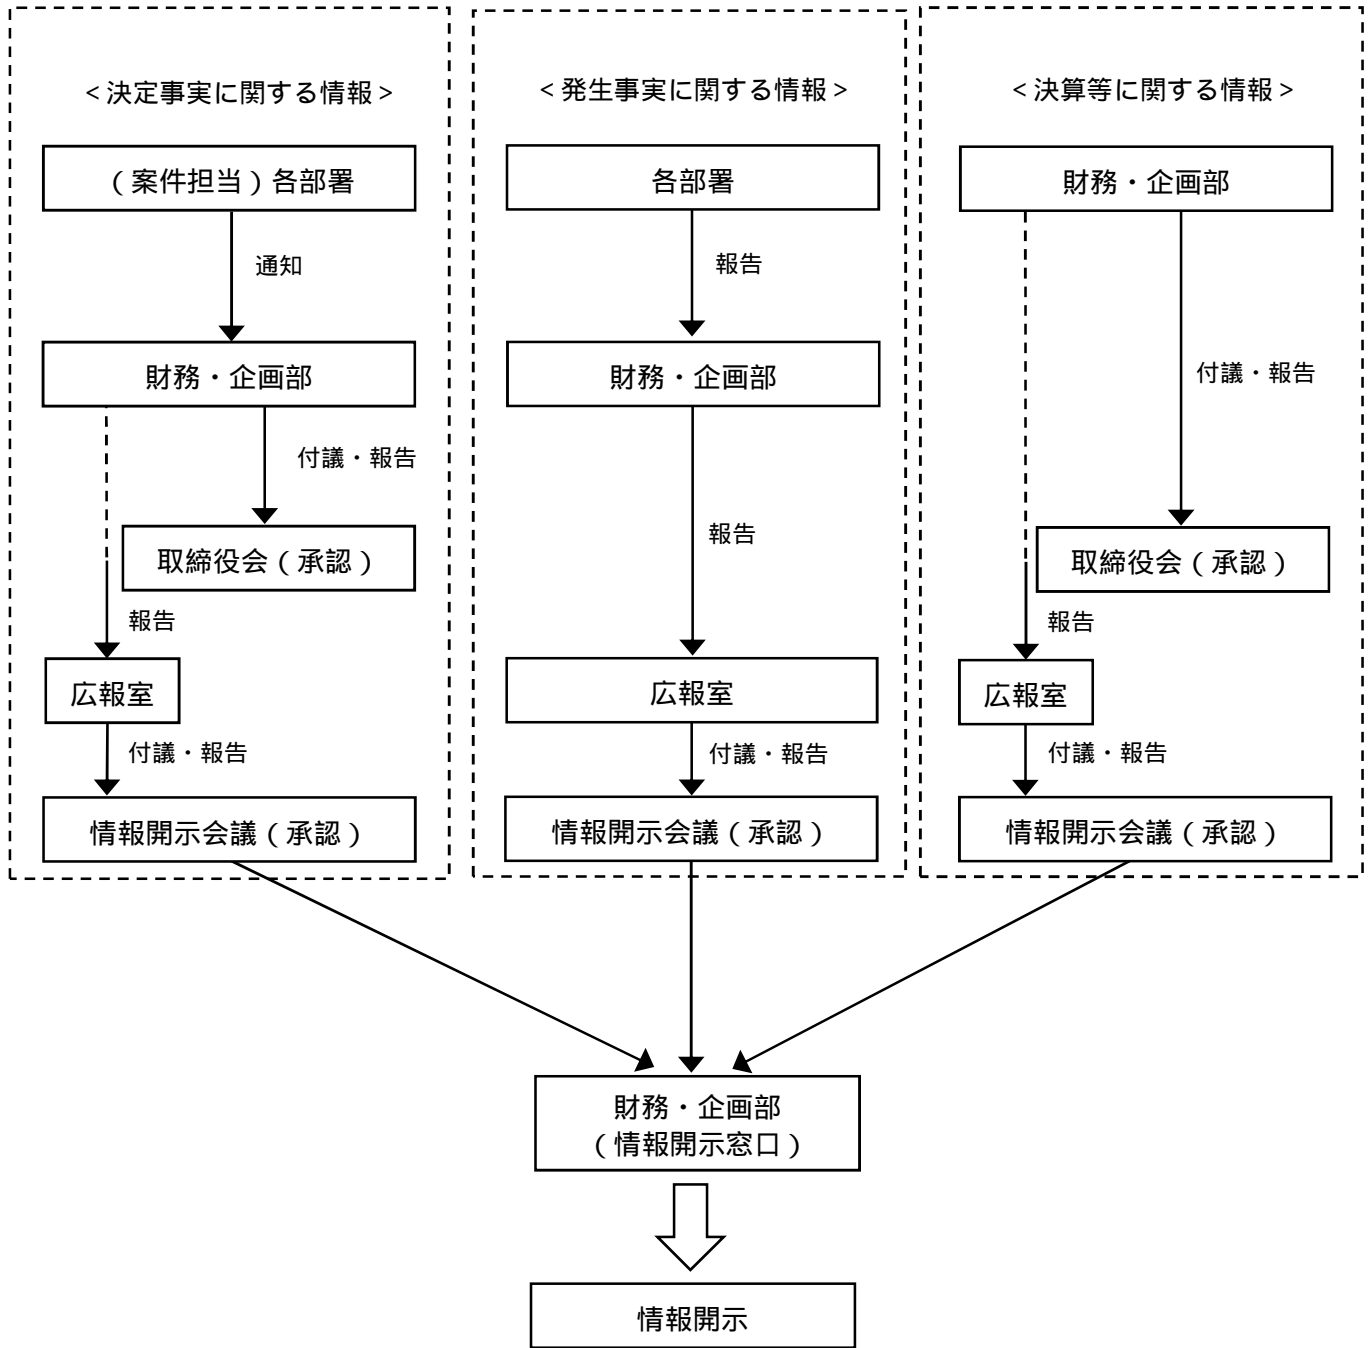 <決定事実に関する情報>
(案件担当)各部署
通知
財務・企画部
付議・報告
取締役会(承認)
報告
広報室
付議・報告
情報開示会議(承認)
<発生事実に関する情報>
各部署
報告
財務・企画部
報告
広報室
付議・報告
情報開示会議(承認)
<決算等に関する情報>
財務・企画部
付議・報告
取締役会(承認)
報告
広報室
付議・報告
情報開示会議(承認)
財務・企画部
(情報開示窓口)
情報開示